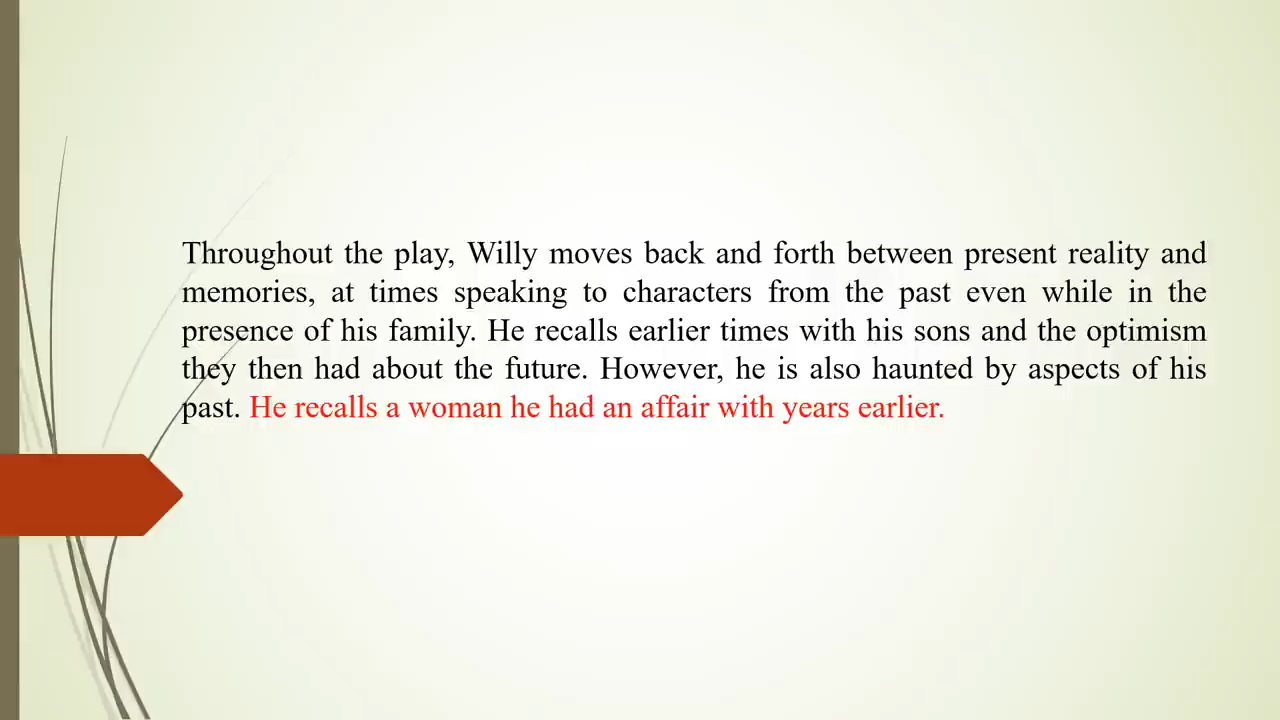 Throughout the play, Willy moves back and forth between present reality and
memories, at times speaking to characters from the past even while in the
presence of his family. He recalls earlier times with his sons and the optimism
they then had about the future. However, he is also haunted by aspects of his
past. He recalls a woman he had an affair with years earlier.